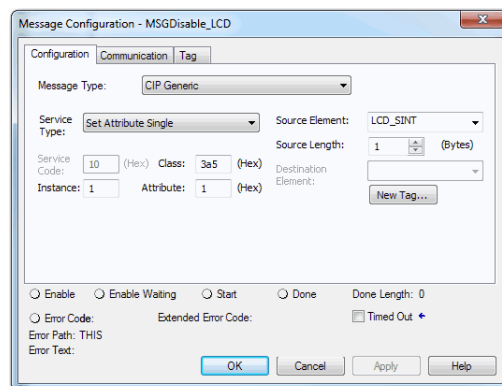 Message Configuration - MSGDisable_LCD
Configuration Communication Tag
Message Type: CIP Generic
Service Type: Set Attribute Single Source Element: LCD_SINT
Source Length: 1 (Bytes)
Service Code: 10 (Hex) Class: 3a5 (Hex) Destination Element:
Instance: 1 Attribute: 1 (Hex) New Tag...
Enable Enable Waiting Start Done Done Length: 0
Error Code: Extended Error Code: Timed Out
Error Path: THIS
Error Text:
OK Cancel Apply Help